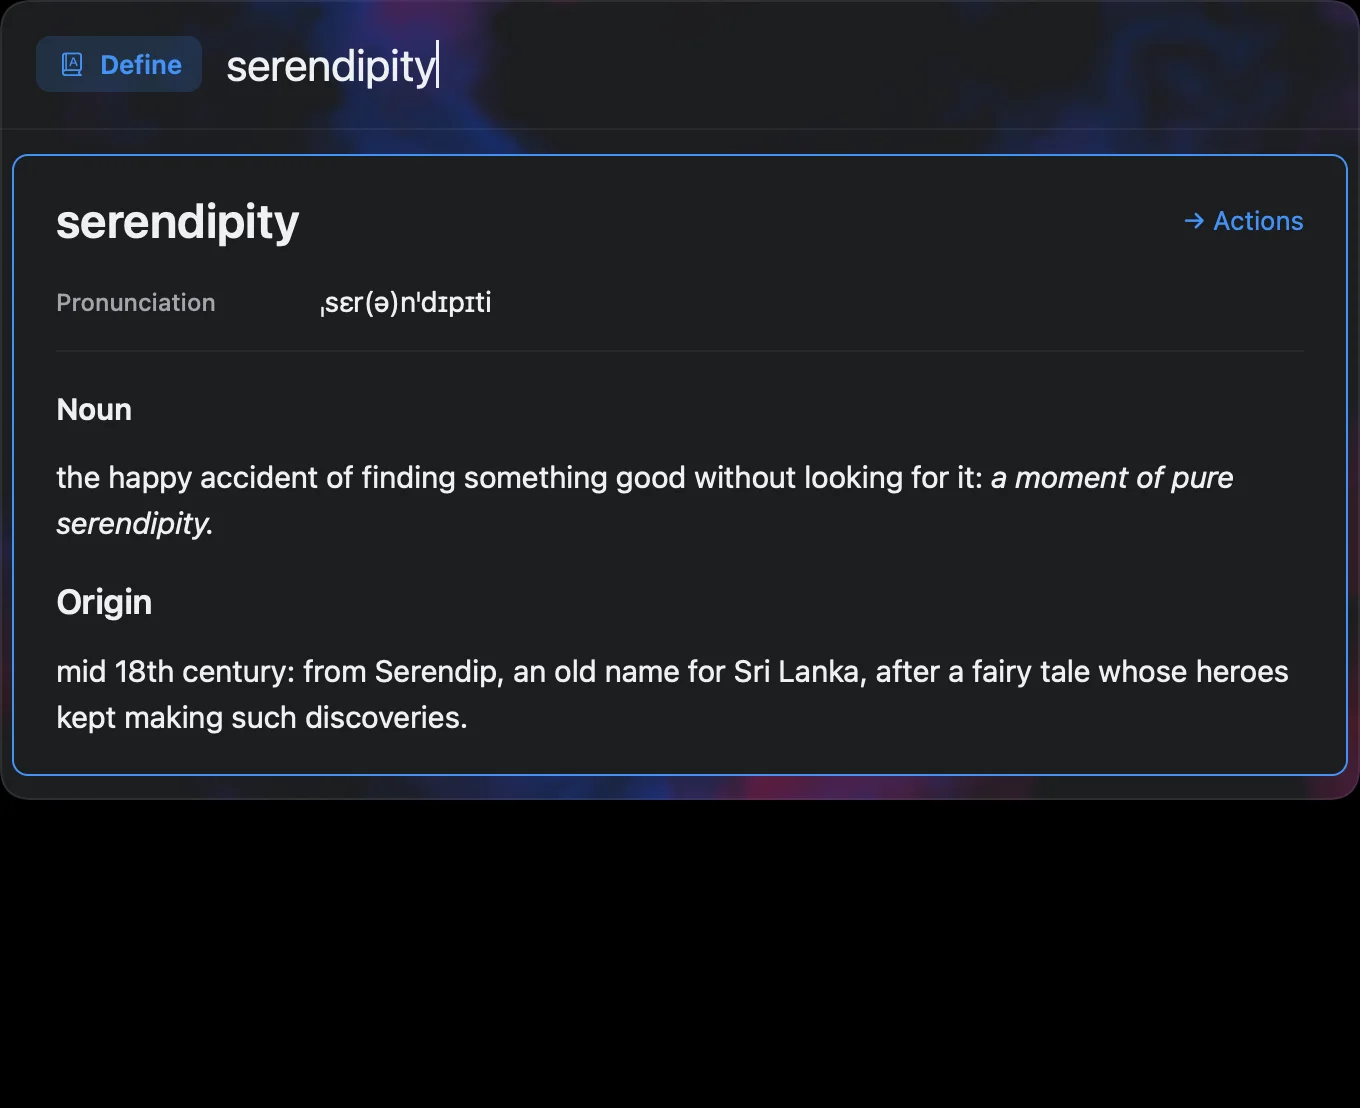 Define serendipity
serendipity
→ Actions
Pronunciation ˌsɛr(ə)nˈdɪpɪti
Noun
the happy accident of finding something good without looking for it: a moment of pure
serendipity.
Origin
mid 18th century: from Serendip, an old name for Sri Lanka, after a fairy tale whose heroes
kept making such discoveries.